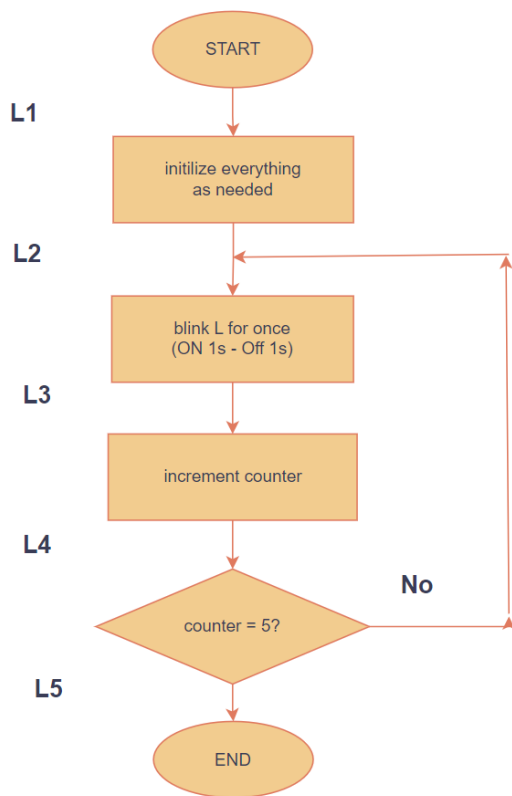 START
L1
initilize everything
as needed
L2
blink L for once
(ON 1s - Off 1s)
L3
increment counter
L4
No
counter = 5?
L5
END